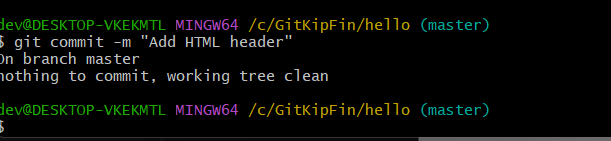 dev@DESKTOP-VKEKMTL MINGW64 /c/GitKipFin/hello (master)
$ git commit -m "Add HTML header"
On branch master
nothing to commit, working tree clean
dev@DESKTOP-VKEKMTL MINGW64 /c/GitKipFin/hello (master)
$